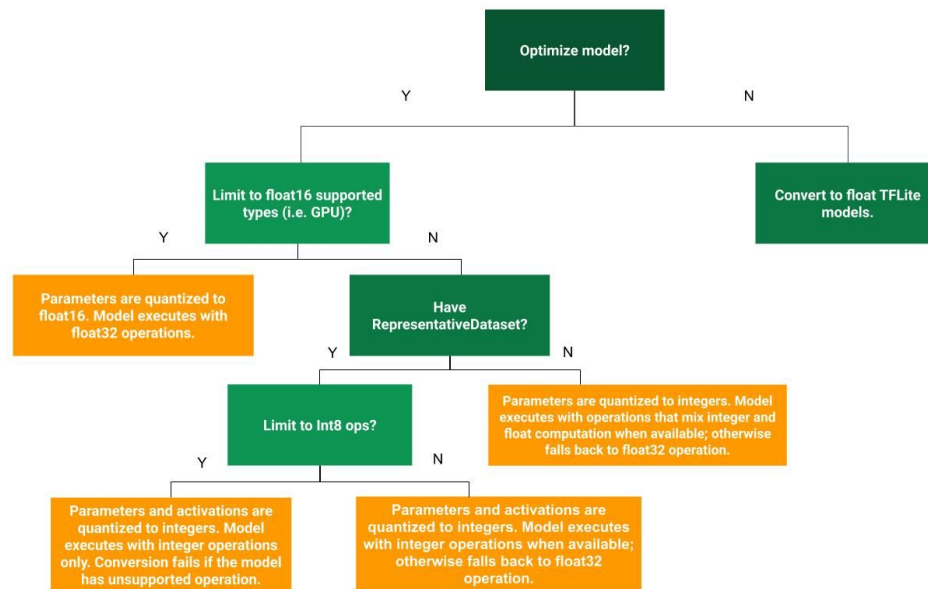 Optimize model?
Y
N
Limit to float16 supported
types (i.e. GPU)?
Convert to float TFLite
models.
Y
N
Parameters are quantized to
float16. Model executes with
float32 operations.
Have
RepresentativeDataset?
Y
N
Limit to Int8 ops?
Parameters are quantized to integers. Model
executes with operations that mix integer and
float computation when available; otherwise
falls back to float32 operation.
Y
N
Parameters and activations are
quantized to integers. Model
executes with integer operations
only. Conversion fails if the model
has unsupported operation.
Parameters and activations are
quantized to integers. Model executes
with integer operations when available;
otherwise falls back to float32
operation.